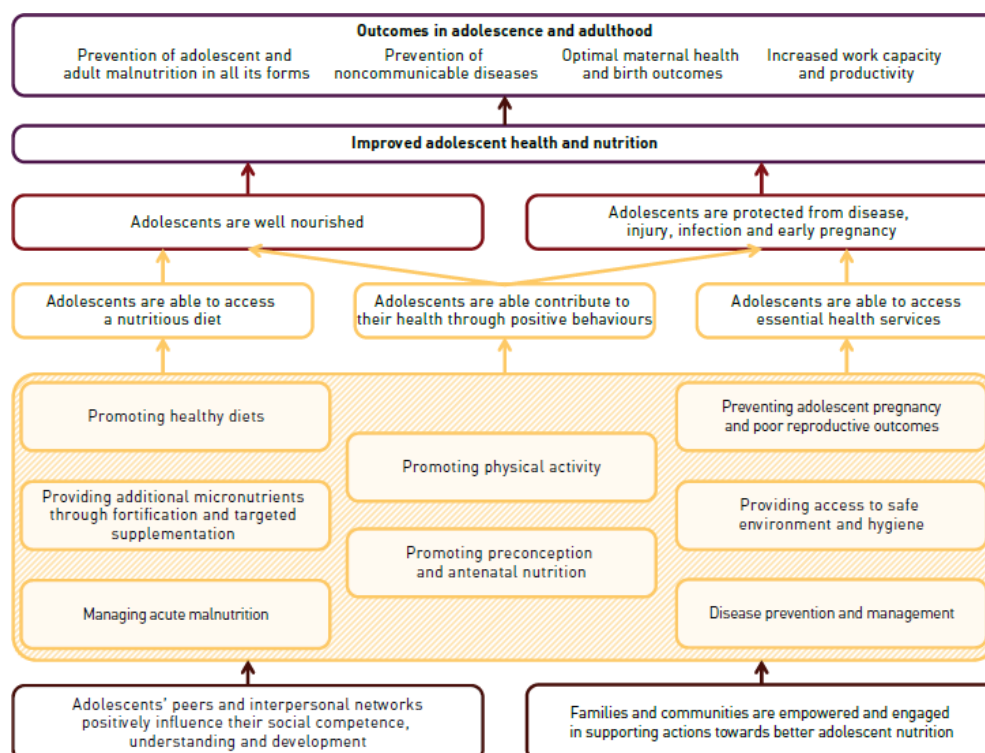 Outcomes in adolescence and adulthood
Prevention of adolescent and
adult malnutrition in all its forms
Prevention of
noncommunicable diseases
Optimal maternal health
and birth outcomes
Increased work capacity
and productivity
Improved adolescent health and nutrition
Adolescents are well nourished
Adolescents are protected from disease,
injury, infection and early pregnancy
Adolescents are able to access
a nutritious diet
Adolescents are able contribute to
their health through positive behaviours
Adolescents are able to access
essential health services
Promoting healthy diets
Providing additional micronutrients
through fortification and targeted
supplementation
Managing acute malnutrition
Promoting physical activity
Promoting preconception
and antenatal nutrition
Preventing adolescent pregnancy
and poor reproductive outcomes
Providing access to safe
environment and hygiene
Disease prevention and management
Adolescents' peers and interpersonal networks
positively influence their social competence,
understanding and development
Families and communities are empowered and engaged
in supporting actions towards better adolescent nutrition